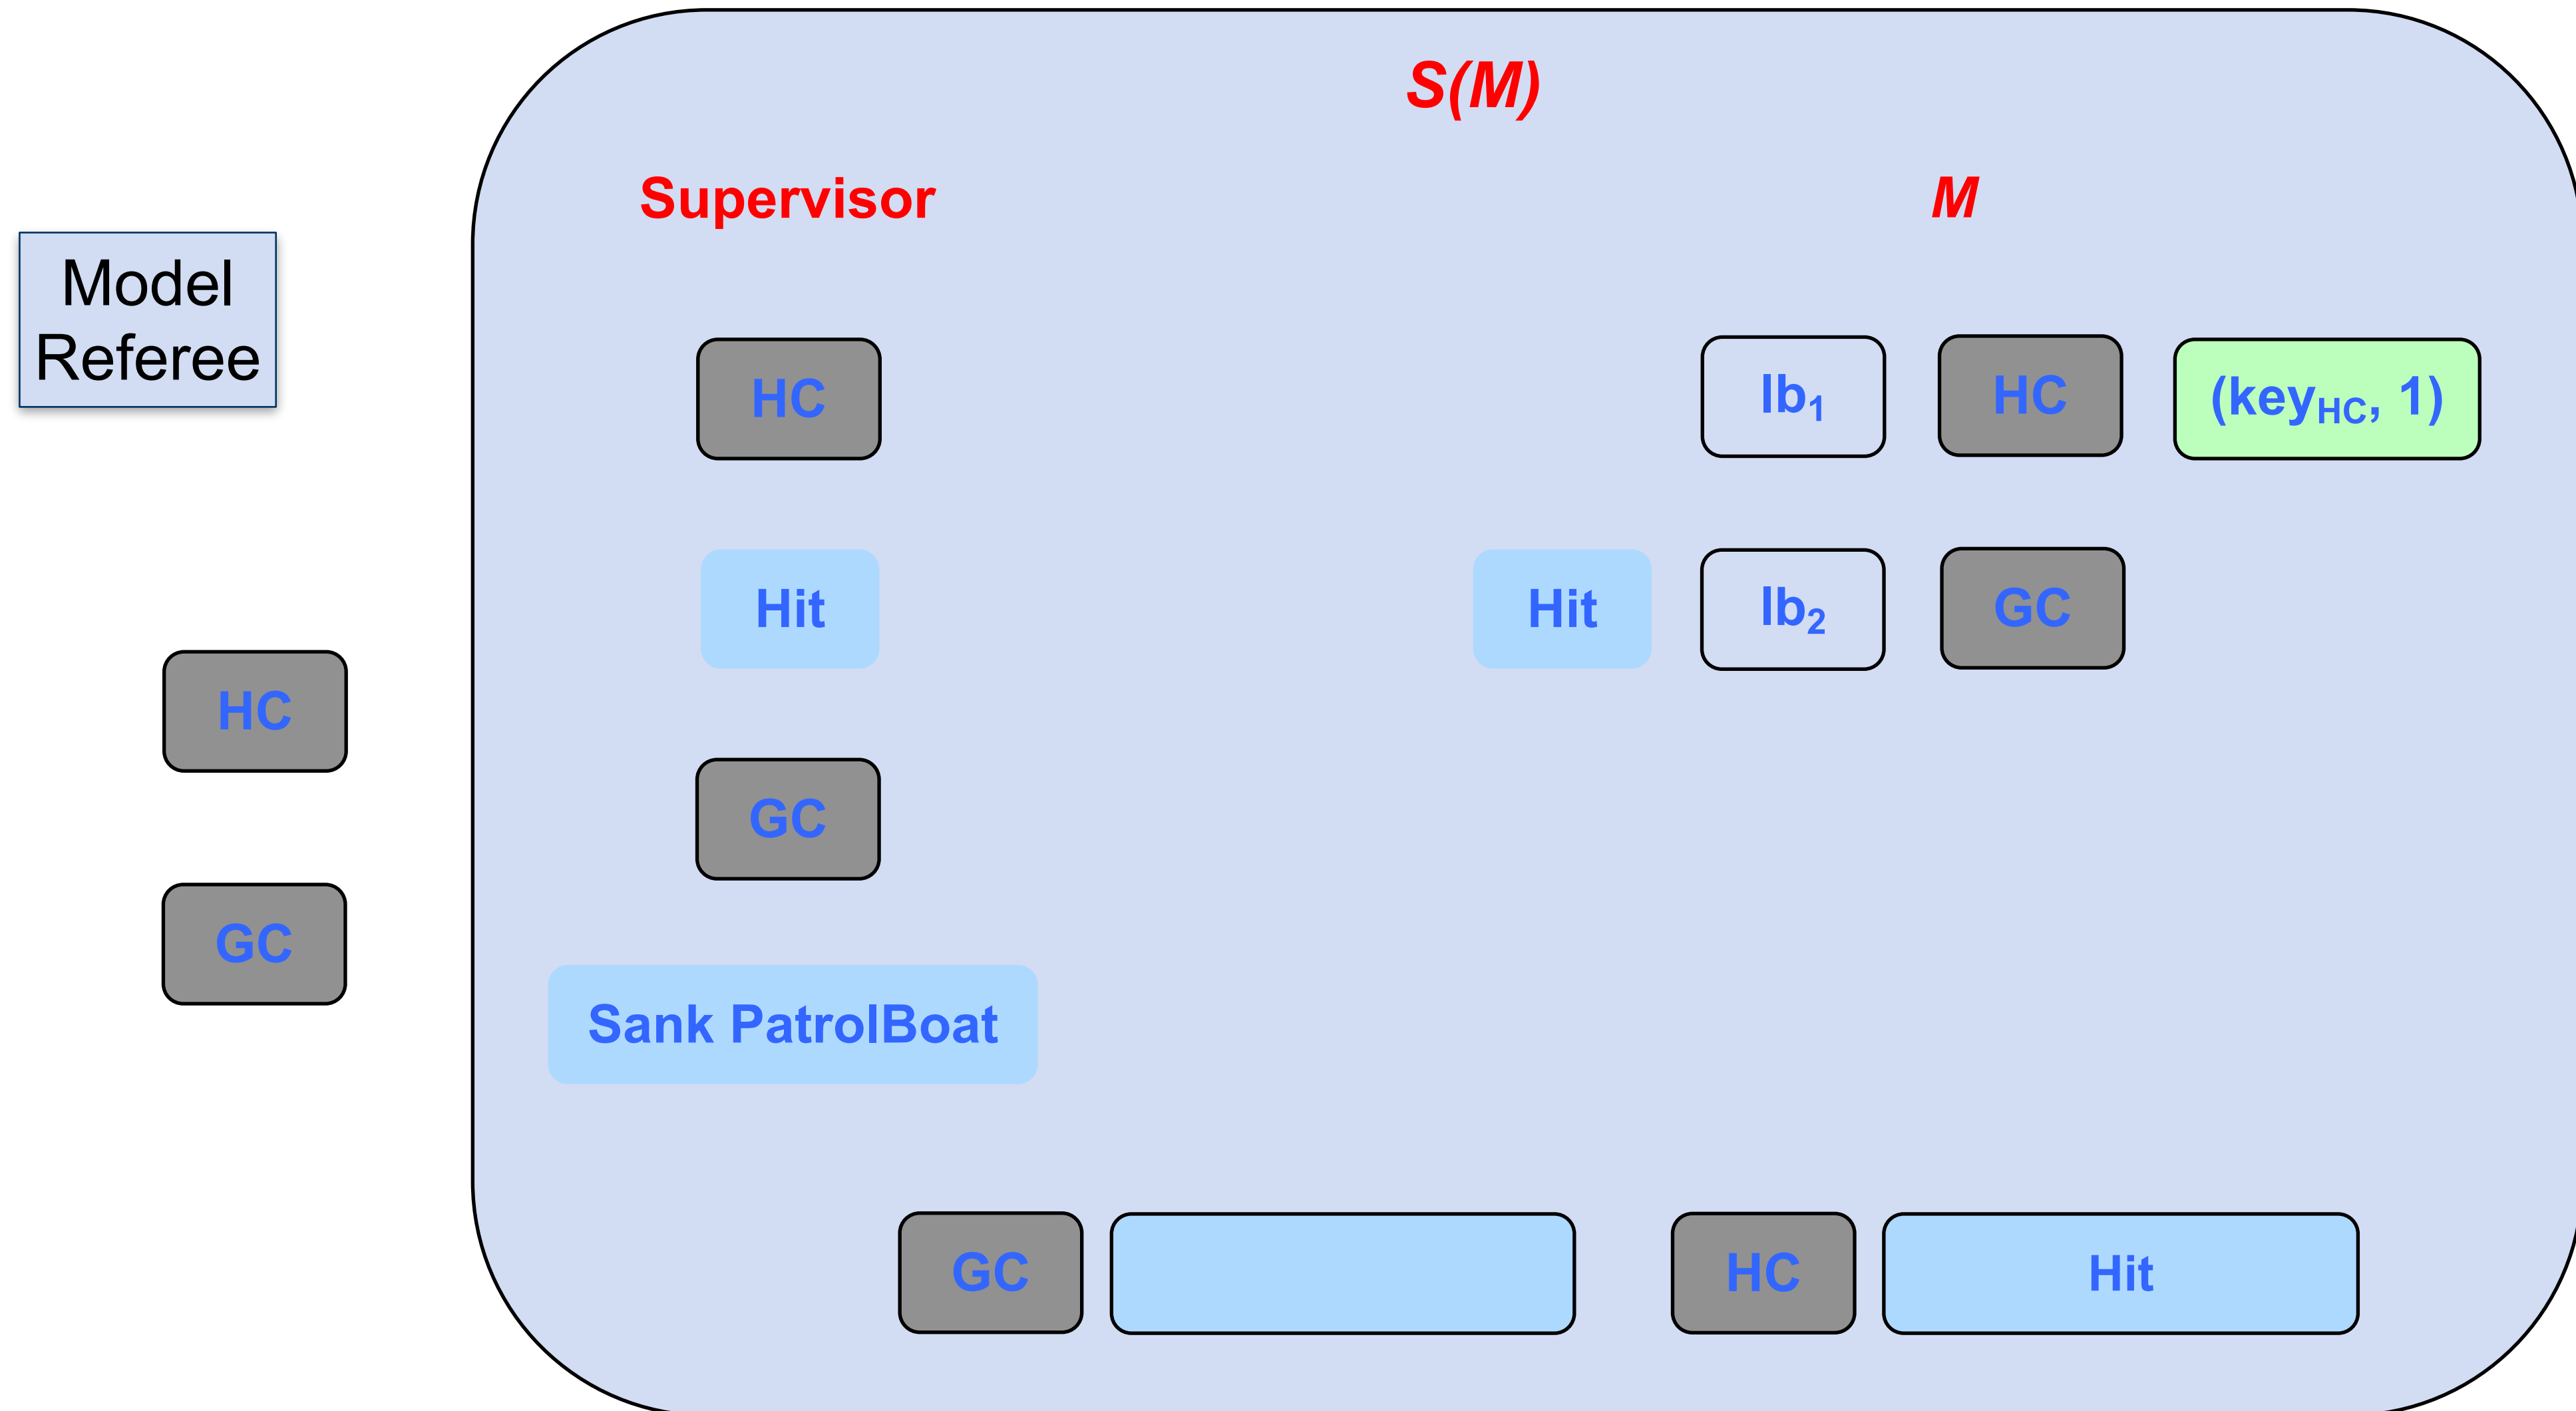 S(M)
Supervisor
M
Model
Referee
HC
lb₁
HC
(key_HC, 1)
Hit
Hit
lb₂
GC
HC
GC
GC
Sank PatrolBoat
GC
HC
Hit